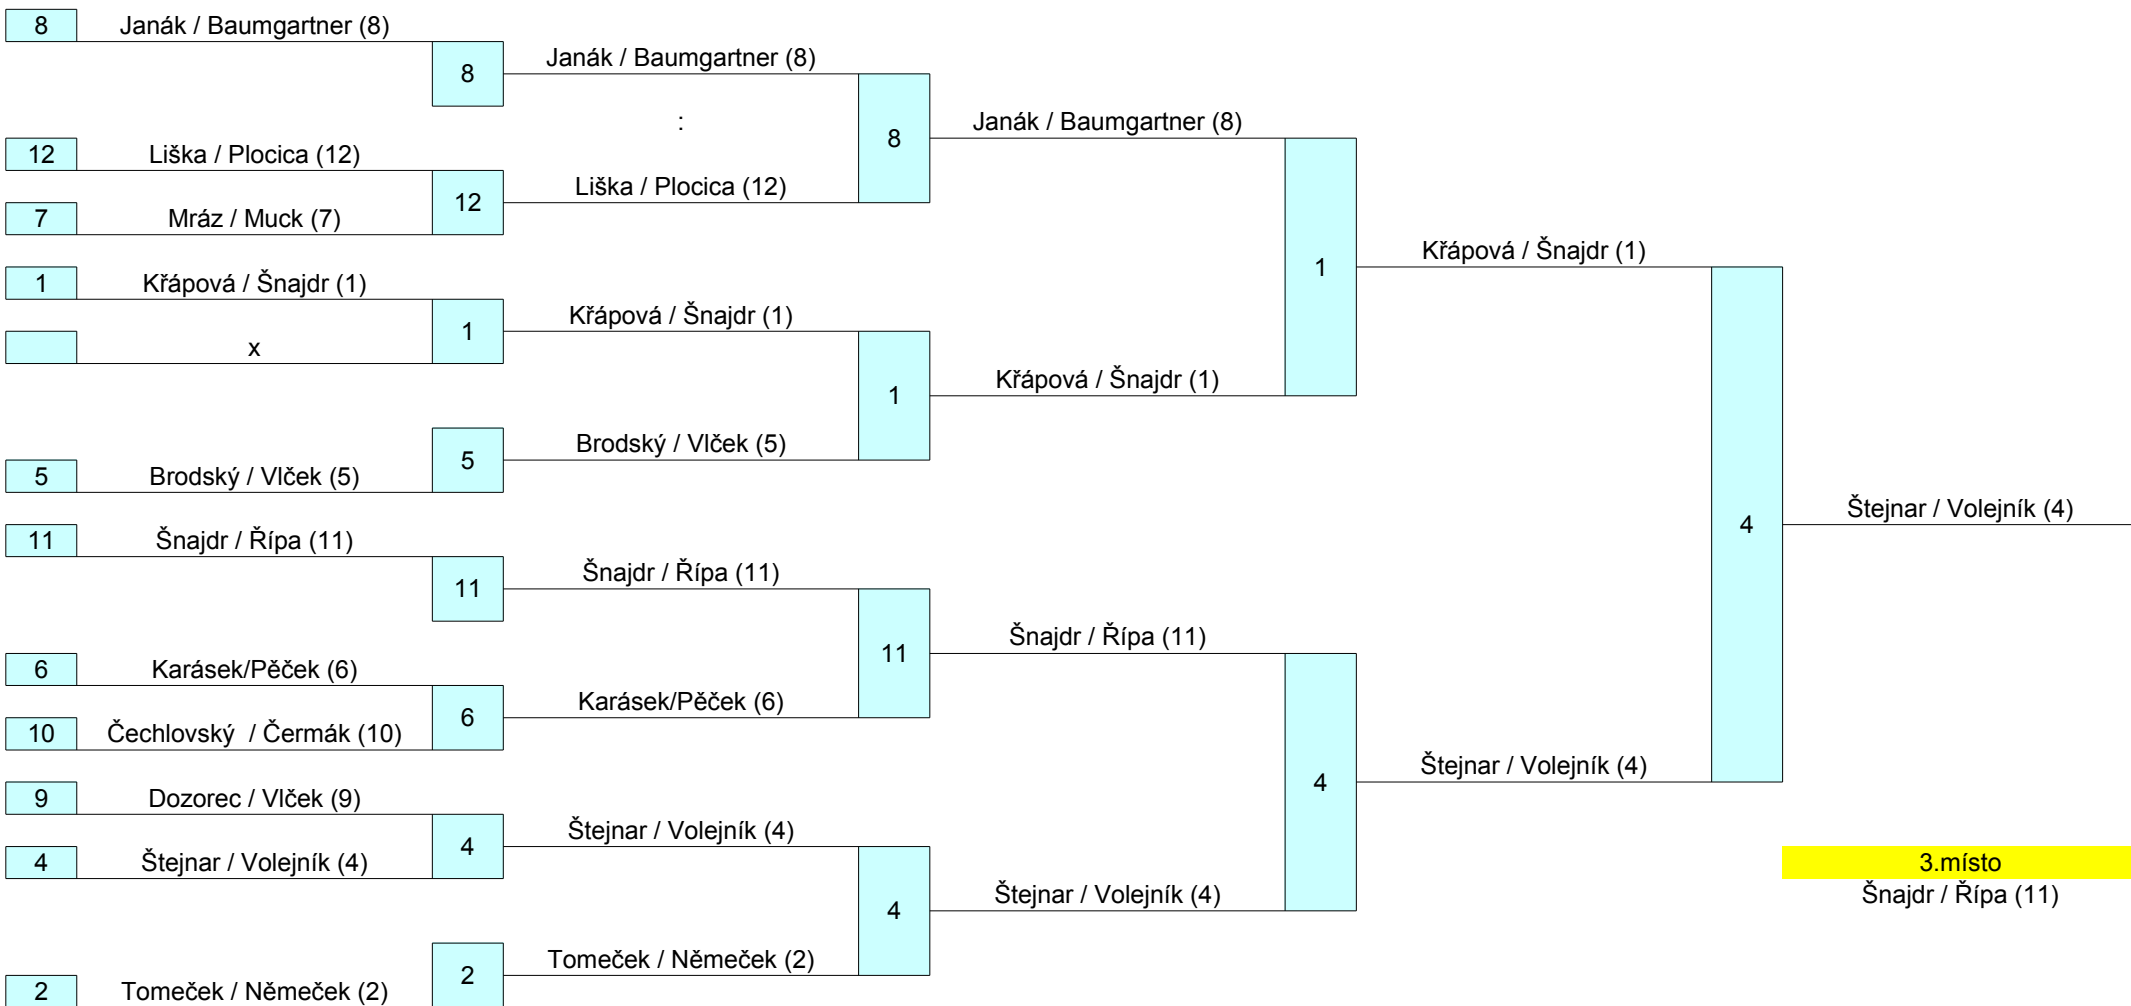 8 Janák / Baumgartner (8)
8 Janák / Baumgartner (8)
:
8 Janák / Baumgartner (8)
12 Liška / Plocica (12)
12 Liška / Plocica (12)
7 Mráz / Muck (7)
1 Křápová / Šnajdr (1)
1 Křápová / Šnajdr (1)
1 Křápová / Šnajdr (1)
x
1 Křápová / Šnajdr (1)
5 Brodský / Vlček (5)
5 Brodský / Vlček (5)
4 Štejnar / Volejník (4)
11 Šnajdr / Řípa (11)
11 Šnajdr / Řípa (11)
11 Šnajdr / Řípa (11)
6 Karásek/Pěček (6)
6 Karásek/Pěček (6)
10 Čechlovský  / Čermák (10)
4 Štejnar / Volejník (4)
9 Dozorec / Vlček (9)
4 Štejnar / Volejník (4)
4 Štejnar / Volejník (4)
3.místo
4 Štejnar / Volejník (4)
Šnajdr / Řípa (11)
2 Tomeček / Němeček (2)
2 Tomeček / Němeček (2)